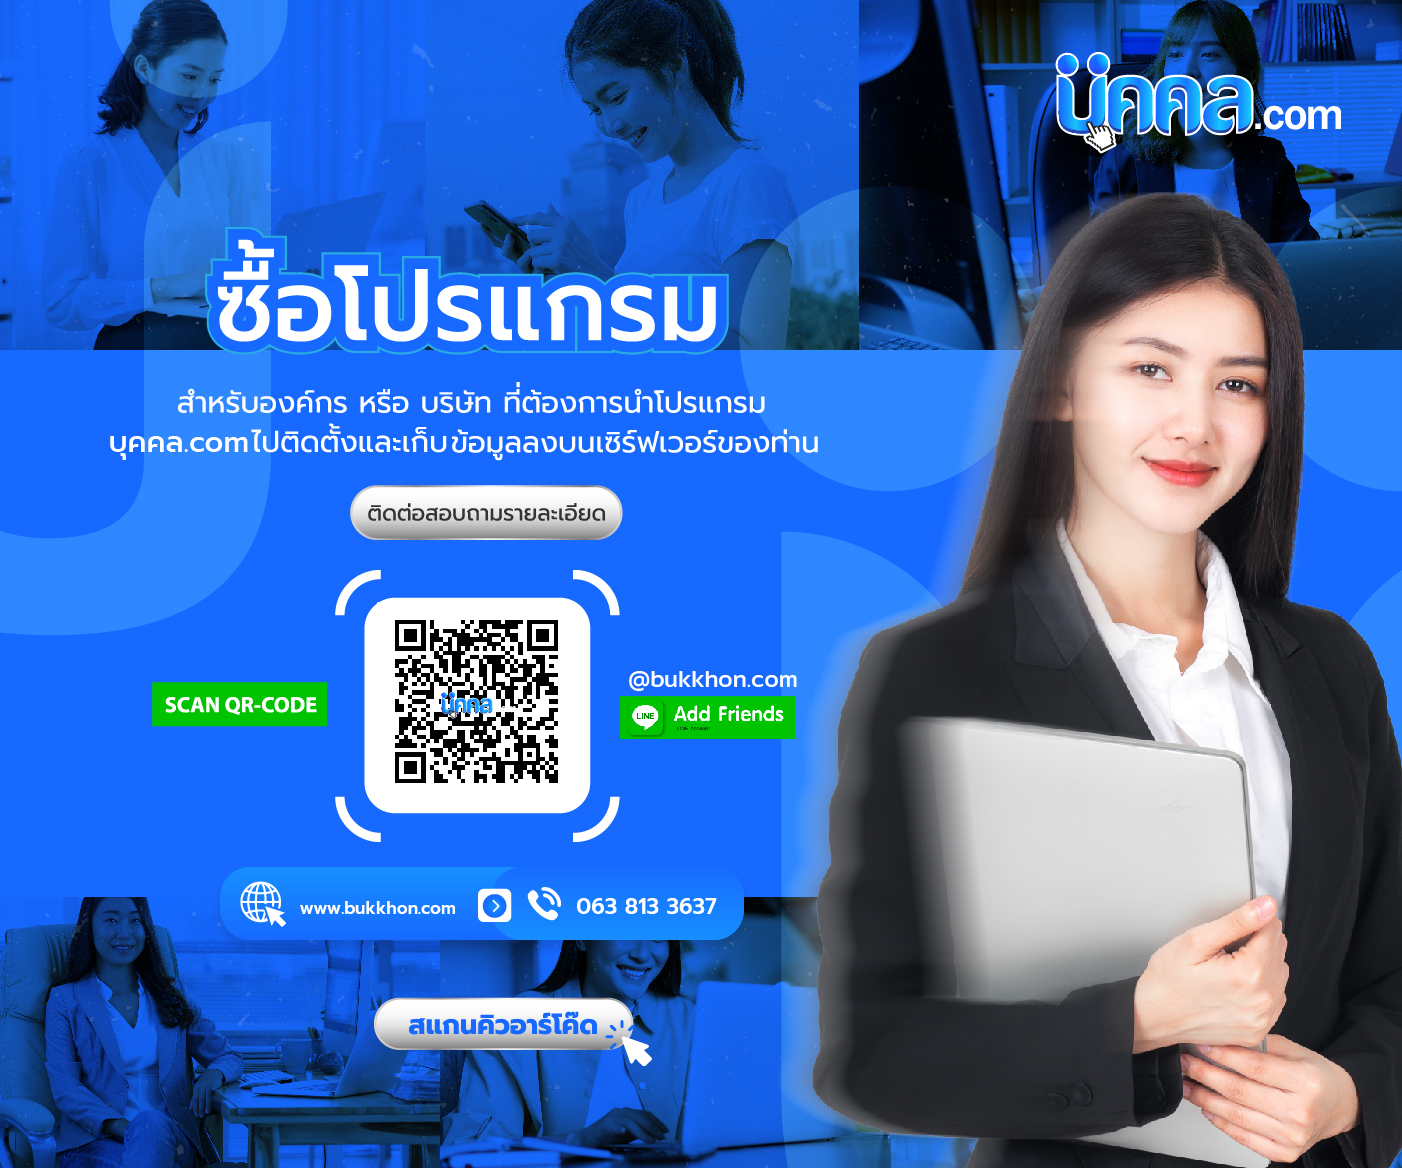 บุคคล.com
ซื้อโปรแกรม
สำหรับองค์กร หรือ บริษัท ที่ต้องการนำโปรแกรม
บุคคล.comไปติดตั้งและเก็บข้อมูลลงบนเซิร์ฟเวอร์ของท่าน
ติดต่อสอบถามรายละเอียด
บุคคล
SCAN QR-CODE
@bukkhon.com
LINE Add Friends
www.bukkhon.com
063 813 3637
สแกนคิวอาร์โค๊ด